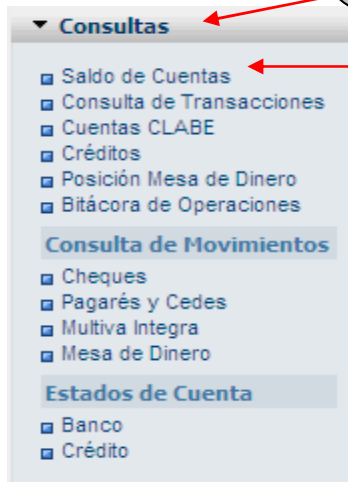 Consultas
Saldo de Cuentas
Consulta de Transacciones
Cuentas CLABE
Créditos
Posición Mesa de Dinero
Bitácora de Operaciones
Consulta de Movimientos
Cheques
Pagarés y Cedes
Multiva Integra
Mesa de Dinero
Estados de Cuenta
Banco
Crédito